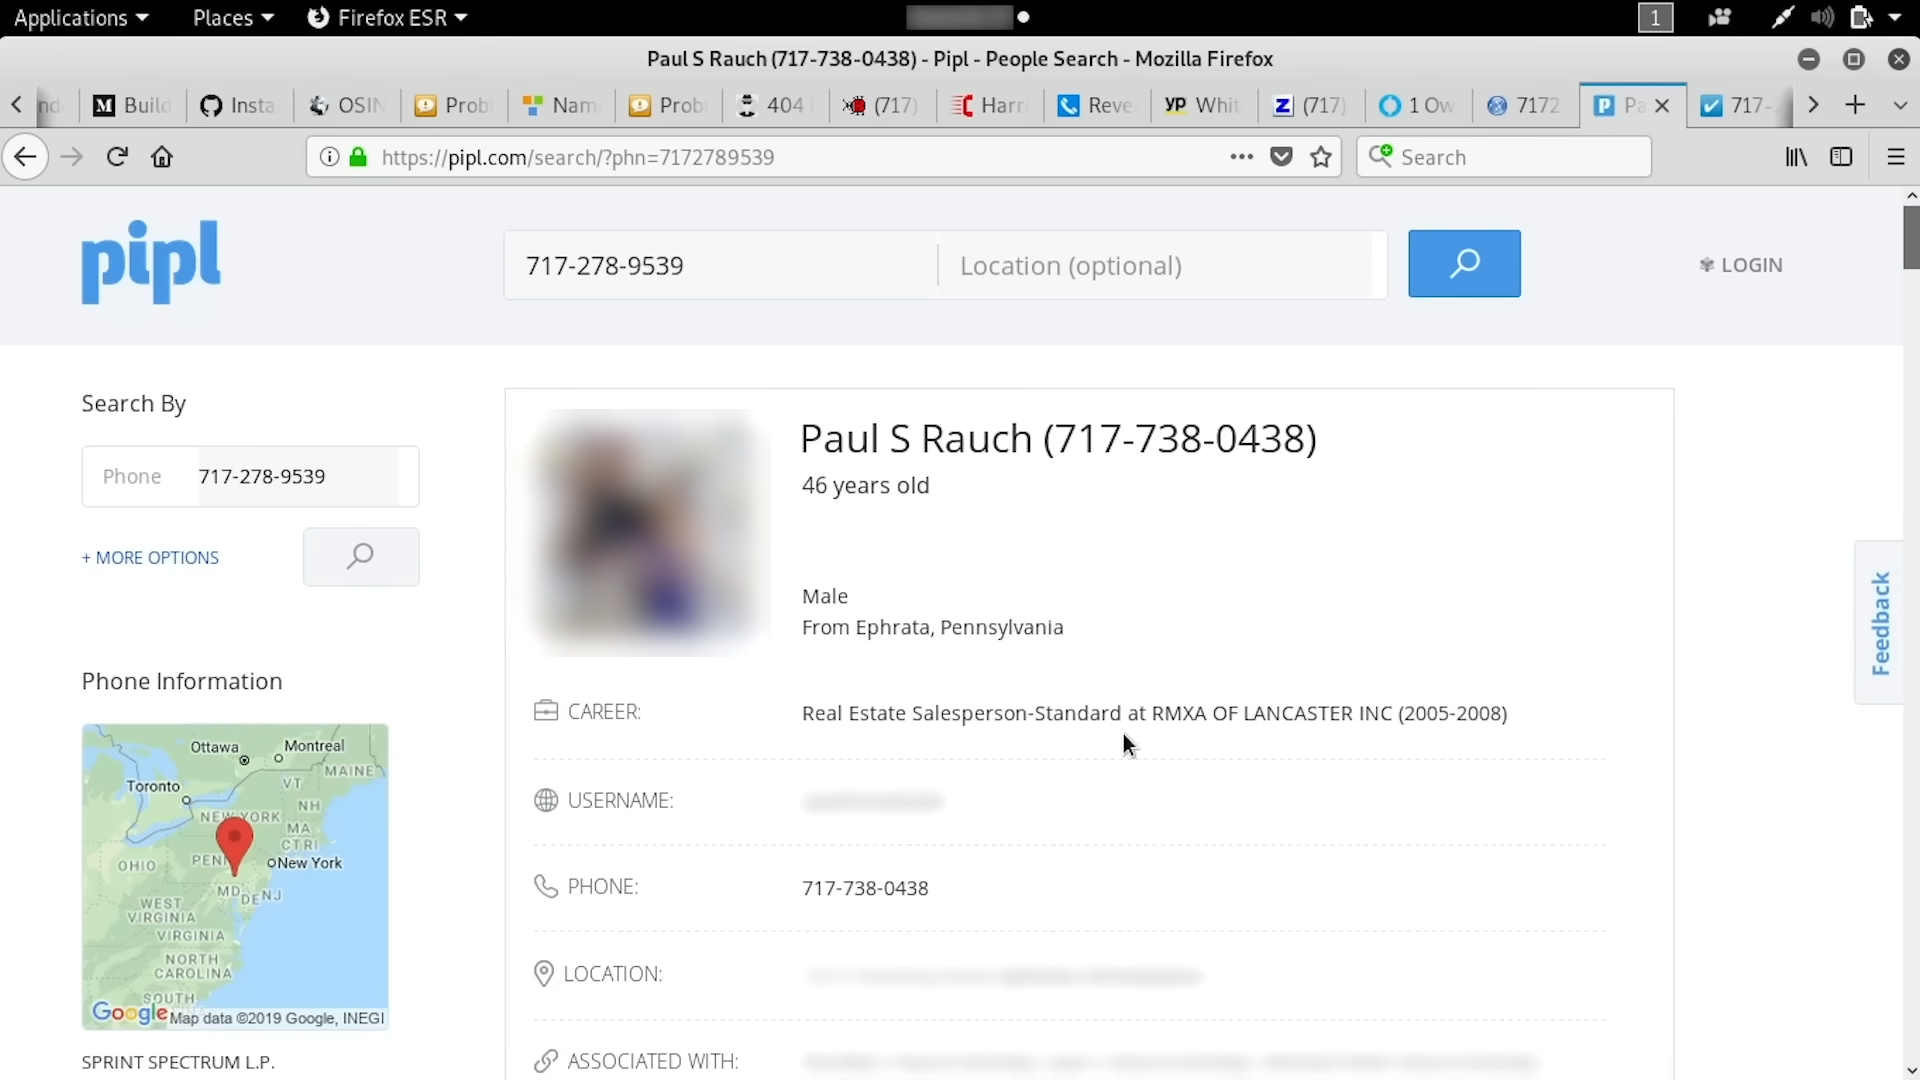 Applications Places Firefox ESR 1
Paul S Rauch (717-738-0438) - Pipl - People Search - Mozilla Firefox
Build Insta OSIN Probl Nam Probl 404 (717) Harr Reve YP Whit Z (717) 1 Ow 7172 Pa 717-
https://pipl.com/search/?phn=7172789539 Search
pipl
717-278-9539 Location (optional) LOGIN
Search By
Phone 717-278-9539
+ MORE OPTIONS
Paul S Rauch (717-738-0438)
46 years old
Male
From Ephrata, Pennsylvania
CAREER: Real Estate Salesperson-Standard at RMXA OF LANCASTER INC (2005-2008)
USERNAME:
PHONE: 717-738-0438
LOCATION:
ASSOCIATED WITH:
Feedback
Phone Information
Ottawa Montreal
MAINE
Toronto VT
NH
NEW YORK MA
CT RI
OHIO PENN New York
MD DE NJ
WEST
VIRGINIA
VIRGINIA
NORTH
CAROLINA
SOUTH
Google Map data ©2019 Google, INEGI
SPRINT SPECTRUM L.P.